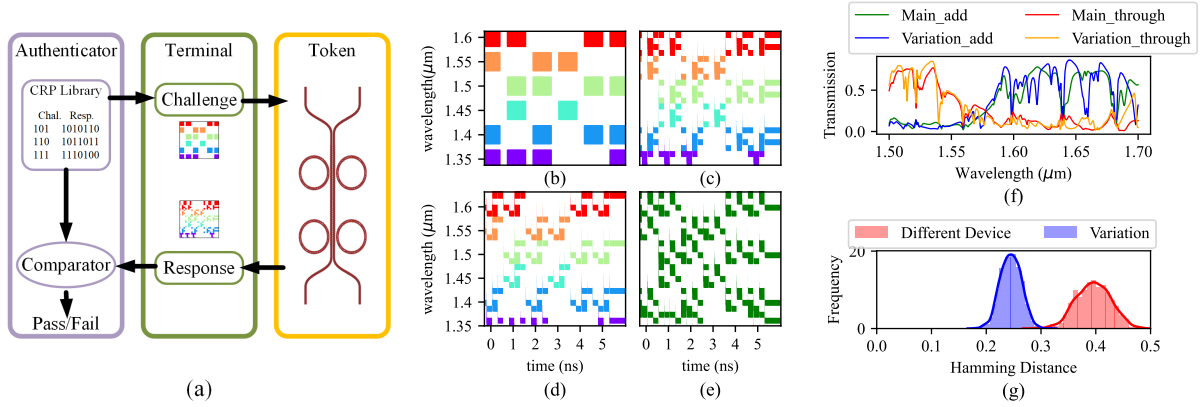 Authenticator
Terminal
Token
CRP Library
Chal. Resp.
101 1010110
110 1011011
111 1110100
Challenge
Comparator
Response
Pass/Fail
(a)
wavelength(μm)
1.6
1.55
1.5
1.45
1.4
1.35
(b)
(c)
wavelength (μm)
1.6
1.55
1.5
1.45
1.4
1.35
0 1 2 3 4 5
time (ns)
(d)
0 1 2 3 4 5
time (ns)
(e)
Main_add
Main_through
Variation_add
Variation_through
Transmission
0.5
0.0
1.50 1.55 1.60 1.65 1.70
Wavelength (μm)
(f)
Different Device
Variation
Frequency
20
0
0.0 0.1 0.2 0.3 0.4 0.5
Hamming Distance
(g)